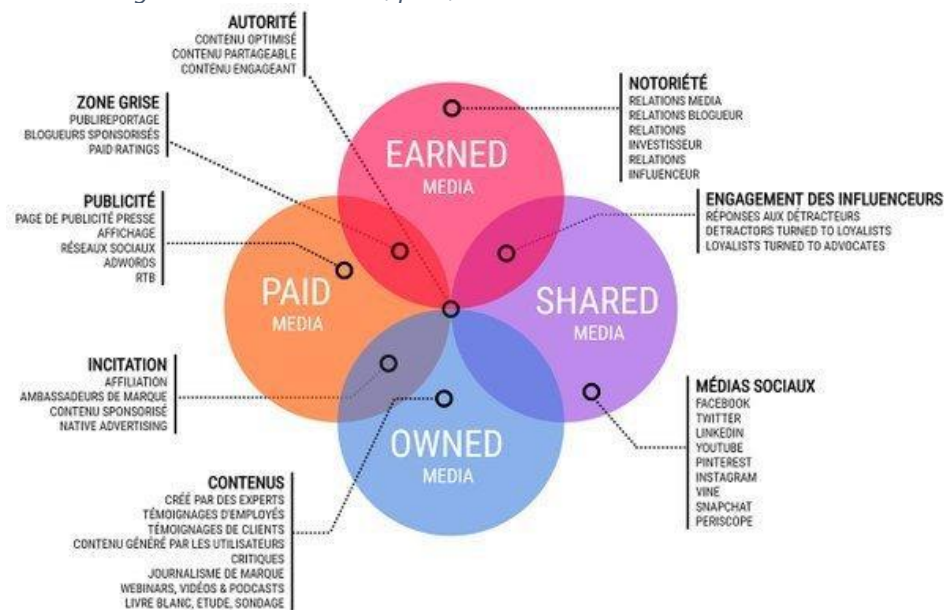 AUTORITÉ
CONTENU OPTIMISÉ
CONTENU PARTAGEABLE
CONTENU ENGAGEANT
ZONE GRISE
PUBLIREPORTAGE
BLOGUEURS SPONSORISÉS
PAID RATINGS
NOTORIÉTÉ
RELATIONS MEDIA
RELATIONS BLOGUEUR
RELATIONS
INVESTISSEUR
RELATIONS
INFLUENCEUR
EARNED
MEDIA
PUBLICITÉ
PAGE DE PUBLICITÉ PRESSE
AFFICHAGE
RÉSEAUX SOCIAUX
ADWORDS
RTB
ENGAGEMENT DES INFLUENCEURS
RÉPONSES AUX DÉTRACTEURS
DETRACTORS TURNED TO LOYALISTS
LOYALISTS TURNED TO ADVOCATES
PAID
MEDIA
SHARED
MEDIA
INCITATION
AFFILIATION
AMBASSADEURS DE MARQUE
CONTENU SPONSORISÉ
NATIVE ADVERTISING
OWNED
MEDIA
MÉDIAS SOCIAUX
FACEBOOK
TWITTER
LINKEDIN
YOUTUBE
PINTEREST
INSTAGRAM
VINE
SNAPCHAT
PERISCOPE
CONTENUS
CRÉÉ PAR DES EXPERTS
TÉMOIGNAGES D'EMPLOYÉS
TÉMOIGNAGES DE CLIENTS
CONTENU GÉNÉRÉ PAR LES UTILISATEURS
CRITIQUES
JOURNALISME DE MARQUE
WEBINARS, VIDÉOS & PODCASTS
LIVRE BLANC, ETUDE, SONDAGE